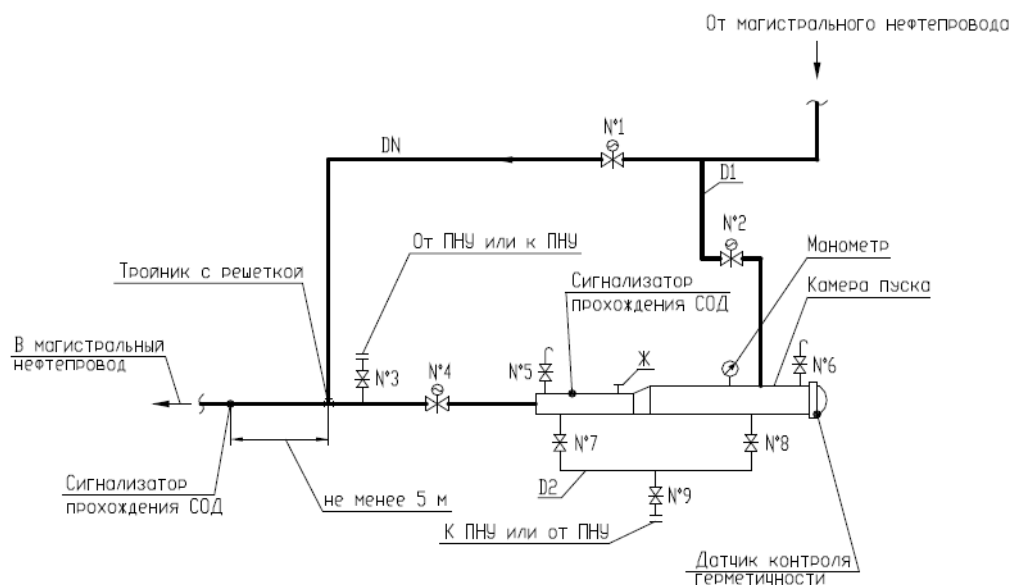 От магистрального нефтепровода
N°1
DN
D1
N°2
От ПНУ или к ПНУ
Манометр
Тройник с решеткой
Сигнализатор
прохождения СОД
Камера пуска
В магистральный
нефтепровод
N°3
N°4
N°5
Ж
N°6
N°7
N°8
Сигнализатор
прохождения СОД
не менее 5 м
D2
N°9
К ПНУ или от ПНУ
Датчик контроля
герметичности